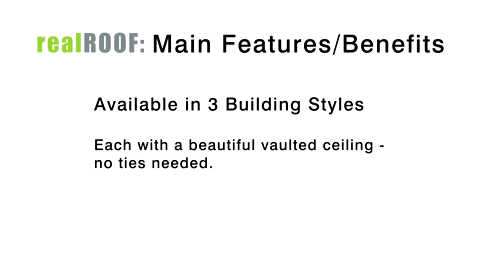 realROOF: Main Features/Benefits
Available in 3 Building Styles
Each with a beautiful vaulted ceiling -
no ties needed.